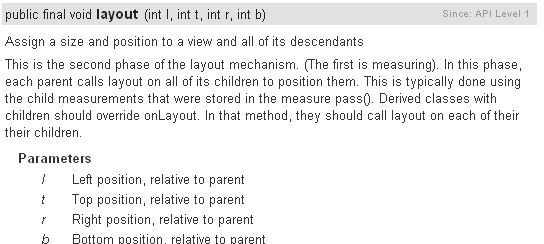 public final void layout (int l, int t, int r, int b) Since: API Level 1
Assign a size and position to a view and all of its descendants
This is the second phase of the layout mechanism. (The first is measuring). In this phase,
each parent calls layout on all of its children to position them. This is typically done using
the child measurements that were stored in the measure pass(). Derived classes with
children should override onLayout. In that method, they should call layout on each of their
their children.
Parameters
l Left position, relative to parent
t Top position, relative to parent
r Right position, relative to parent
b Bottom position, relative to parent